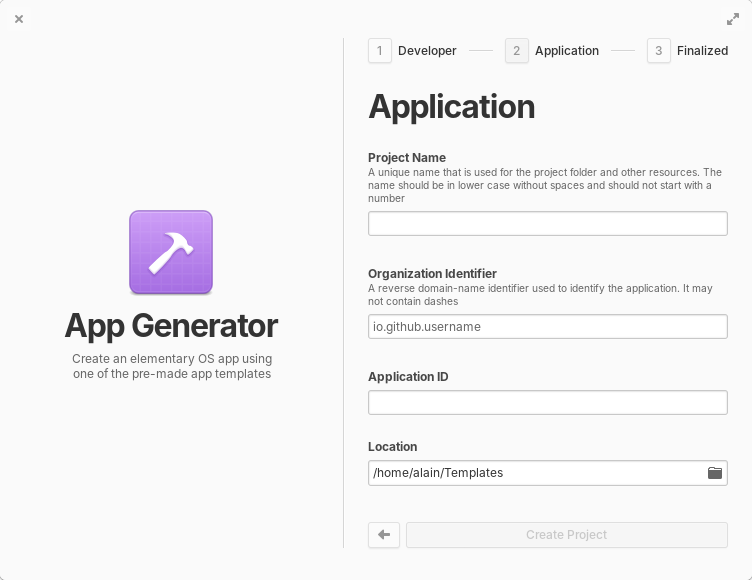 1 Developer 2 Application 3 Finalized
Application
Project Name
A unique name that is used for the project folder and other resources. The
name should be in lower case without spaces and should not start with a
number
Organization Identifier
A reverse domain-name identifier used to identify the application. It may
not contain dashes
io.github.username
Application ID
Location
/home/alain/Templates
Create Project
App Generator
Create an elementary OS app using
one of the pre-made app templates